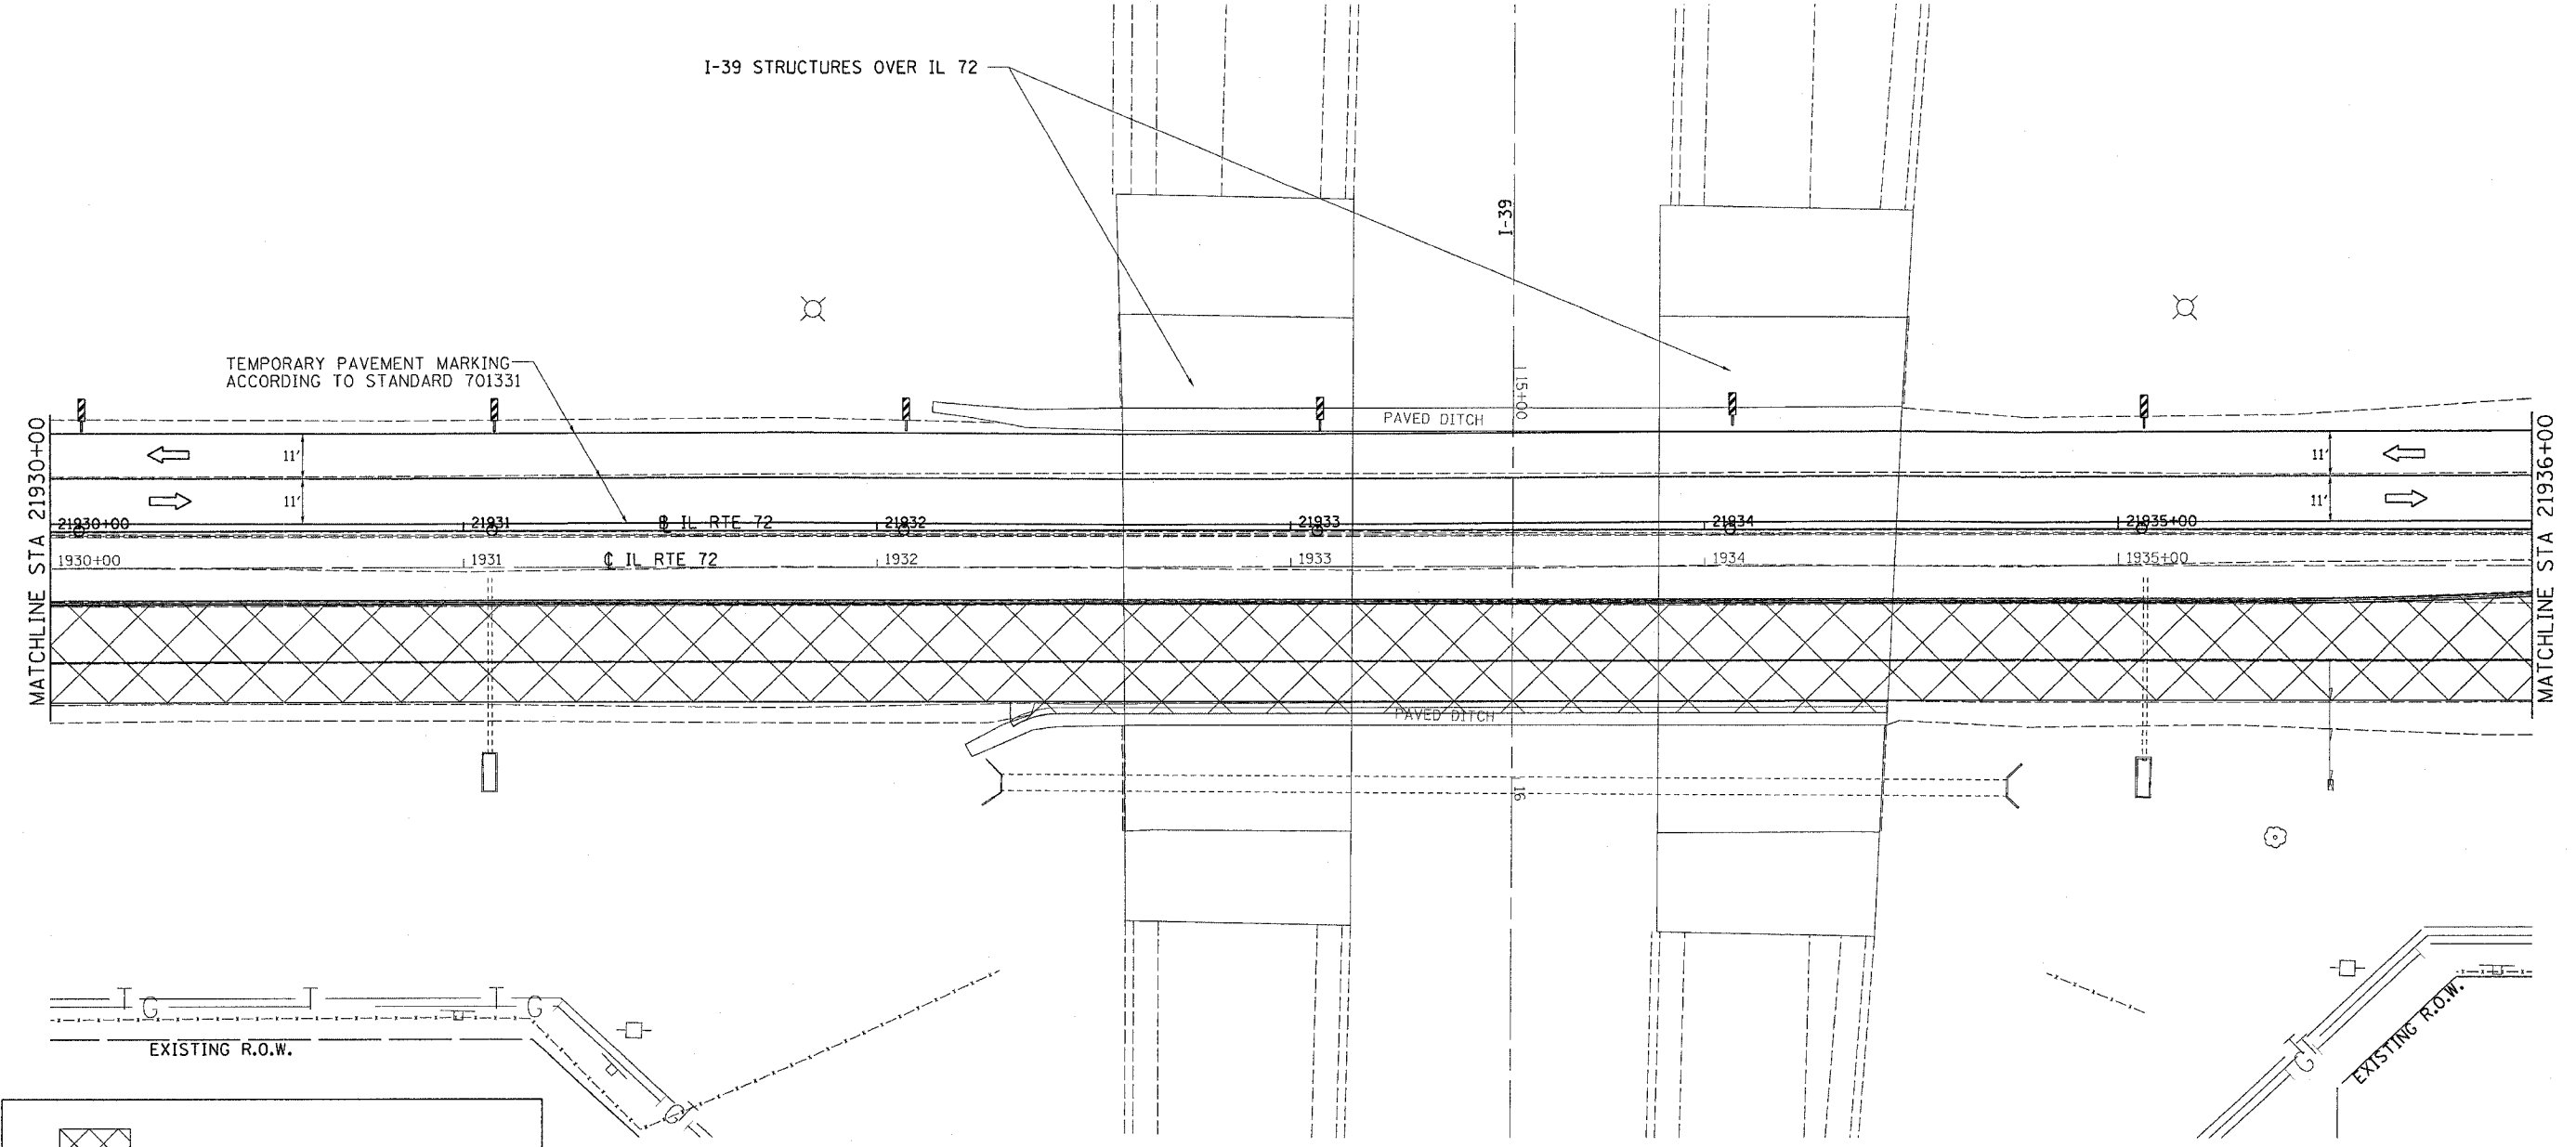 I-39 STRUCTURES OVER IL 72
I-39
TEMPORARY PAVEMENT MARKING
ACCORDING TO STANDARD 701331
115+00
PAVED DITCH
MATCHLINE STA 21930+00
MATCHLINE STA 21936+00
11'
11'
11'
11'
21930+00
21931
℄ IL RTE 72
21932
21933
21934
21935+00
1930+00
1931
℄ IL RTE 72
1932
1933
1934
1935+00
PAVED DITCH
16
T
G
T
T
G
G
T
G
EXISTING R.O.W.
EXISTING R.O.W.